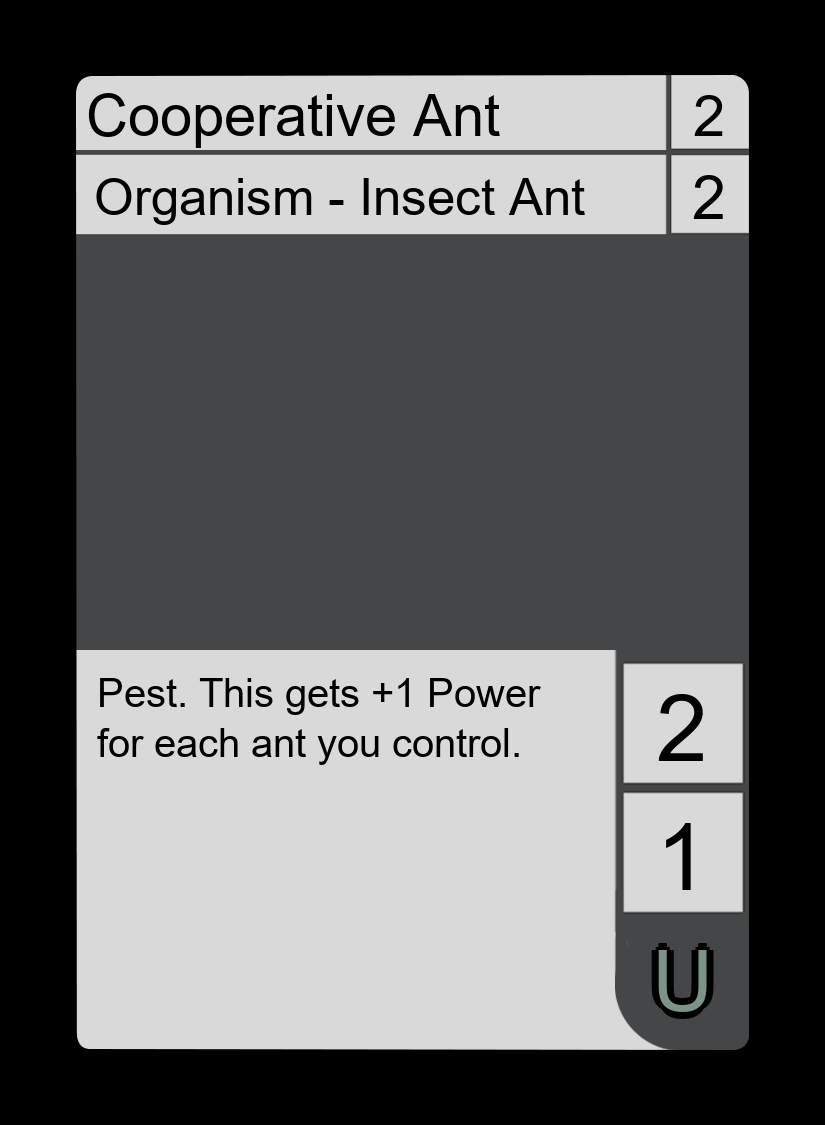 Cooperative Ant 2
Organism - Insect Ant 2
Pest. This gets +1 Power
for each ant you control.
2
1
U